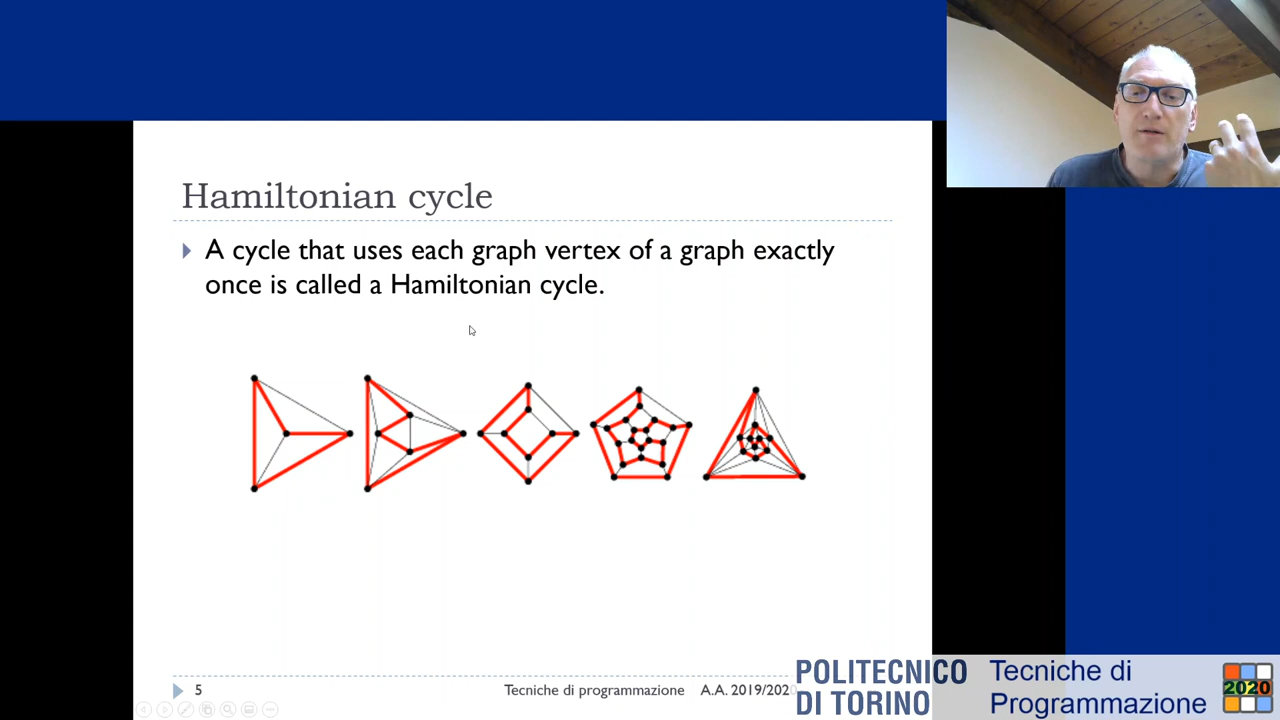 Hamiltonian cycle
A cycle that uses each graph vertex of a graph exactly
once is called a Hamiltonian cycle.
5
Tecniche di programmazione A.A. 2019/2020
POLITECNICO
DI TORINO
Tecniche di
Programmazione
2020